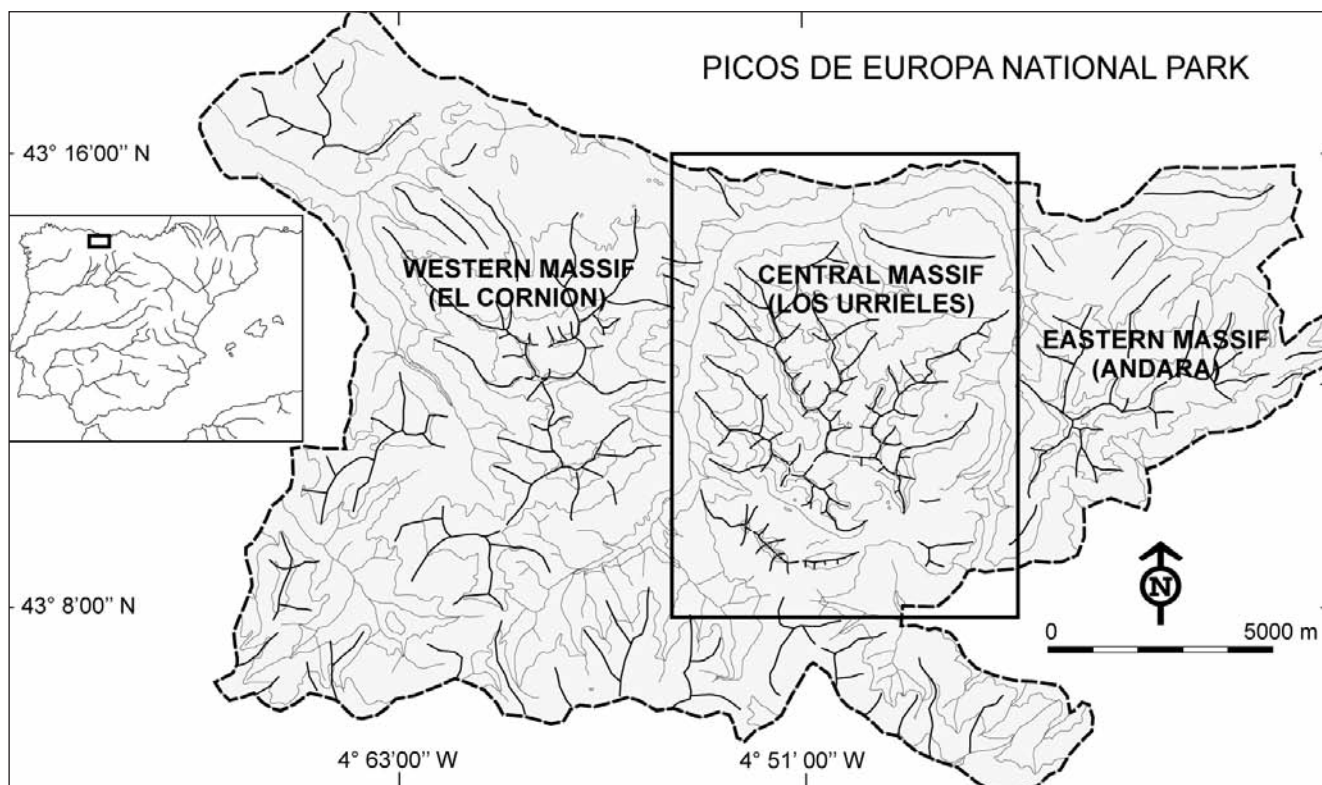 PICOS DE EUROPA NATIONAL PARK
43° 16'00’’ N
WESTERN MASSIF
(EL CORNION)
CENTRAL MASSIF
(LOS URRIELES)
EASTERN MASSIF
(ANDARA)
N
43° 8'00’’ N
0 5000 m
4° 63’00’’ W
4° 51’ 00’’ W